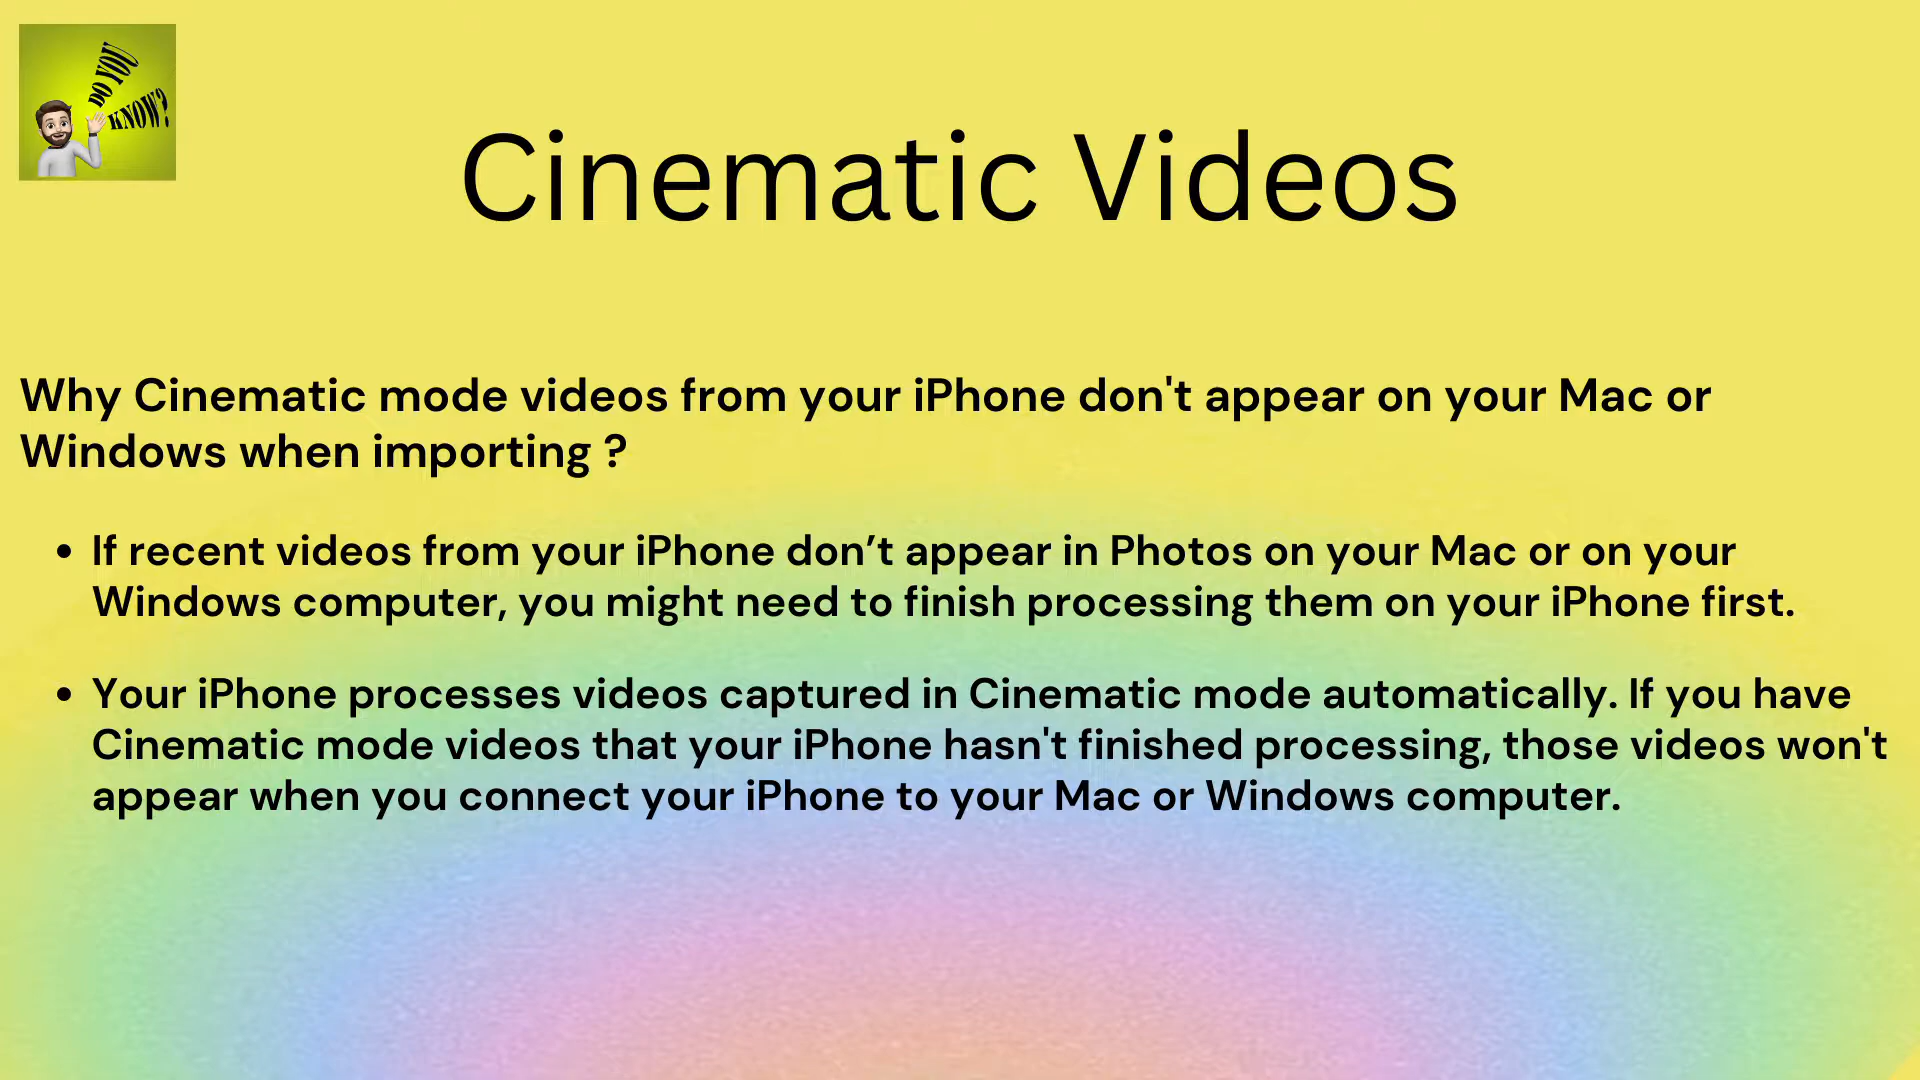 DO YOU
KNOW?
Cinematic Videos
Why Cinematic mode videos from your iPhone don't appear on your Mac or
Windows when importing ?
• If recent videos from your iPhone don’t appear in Photos on your Mac or on your
Windows computer, you might need to finish processing them on your iPhone first.
• Your iPhone processes videos captured in Cinematic mode automatically. If you have
Cinematic mode videos that your iPhone hasn't finished processing, those videos won't
appear when you connect your iPhone to your Mac or Windows computer.